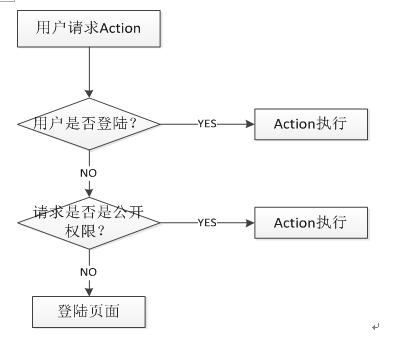 用户请求Action
用户是否登陆？
YES
Action执行
NO
请求是否是公开
权限？
YES
Action执行
NO
登陆页面